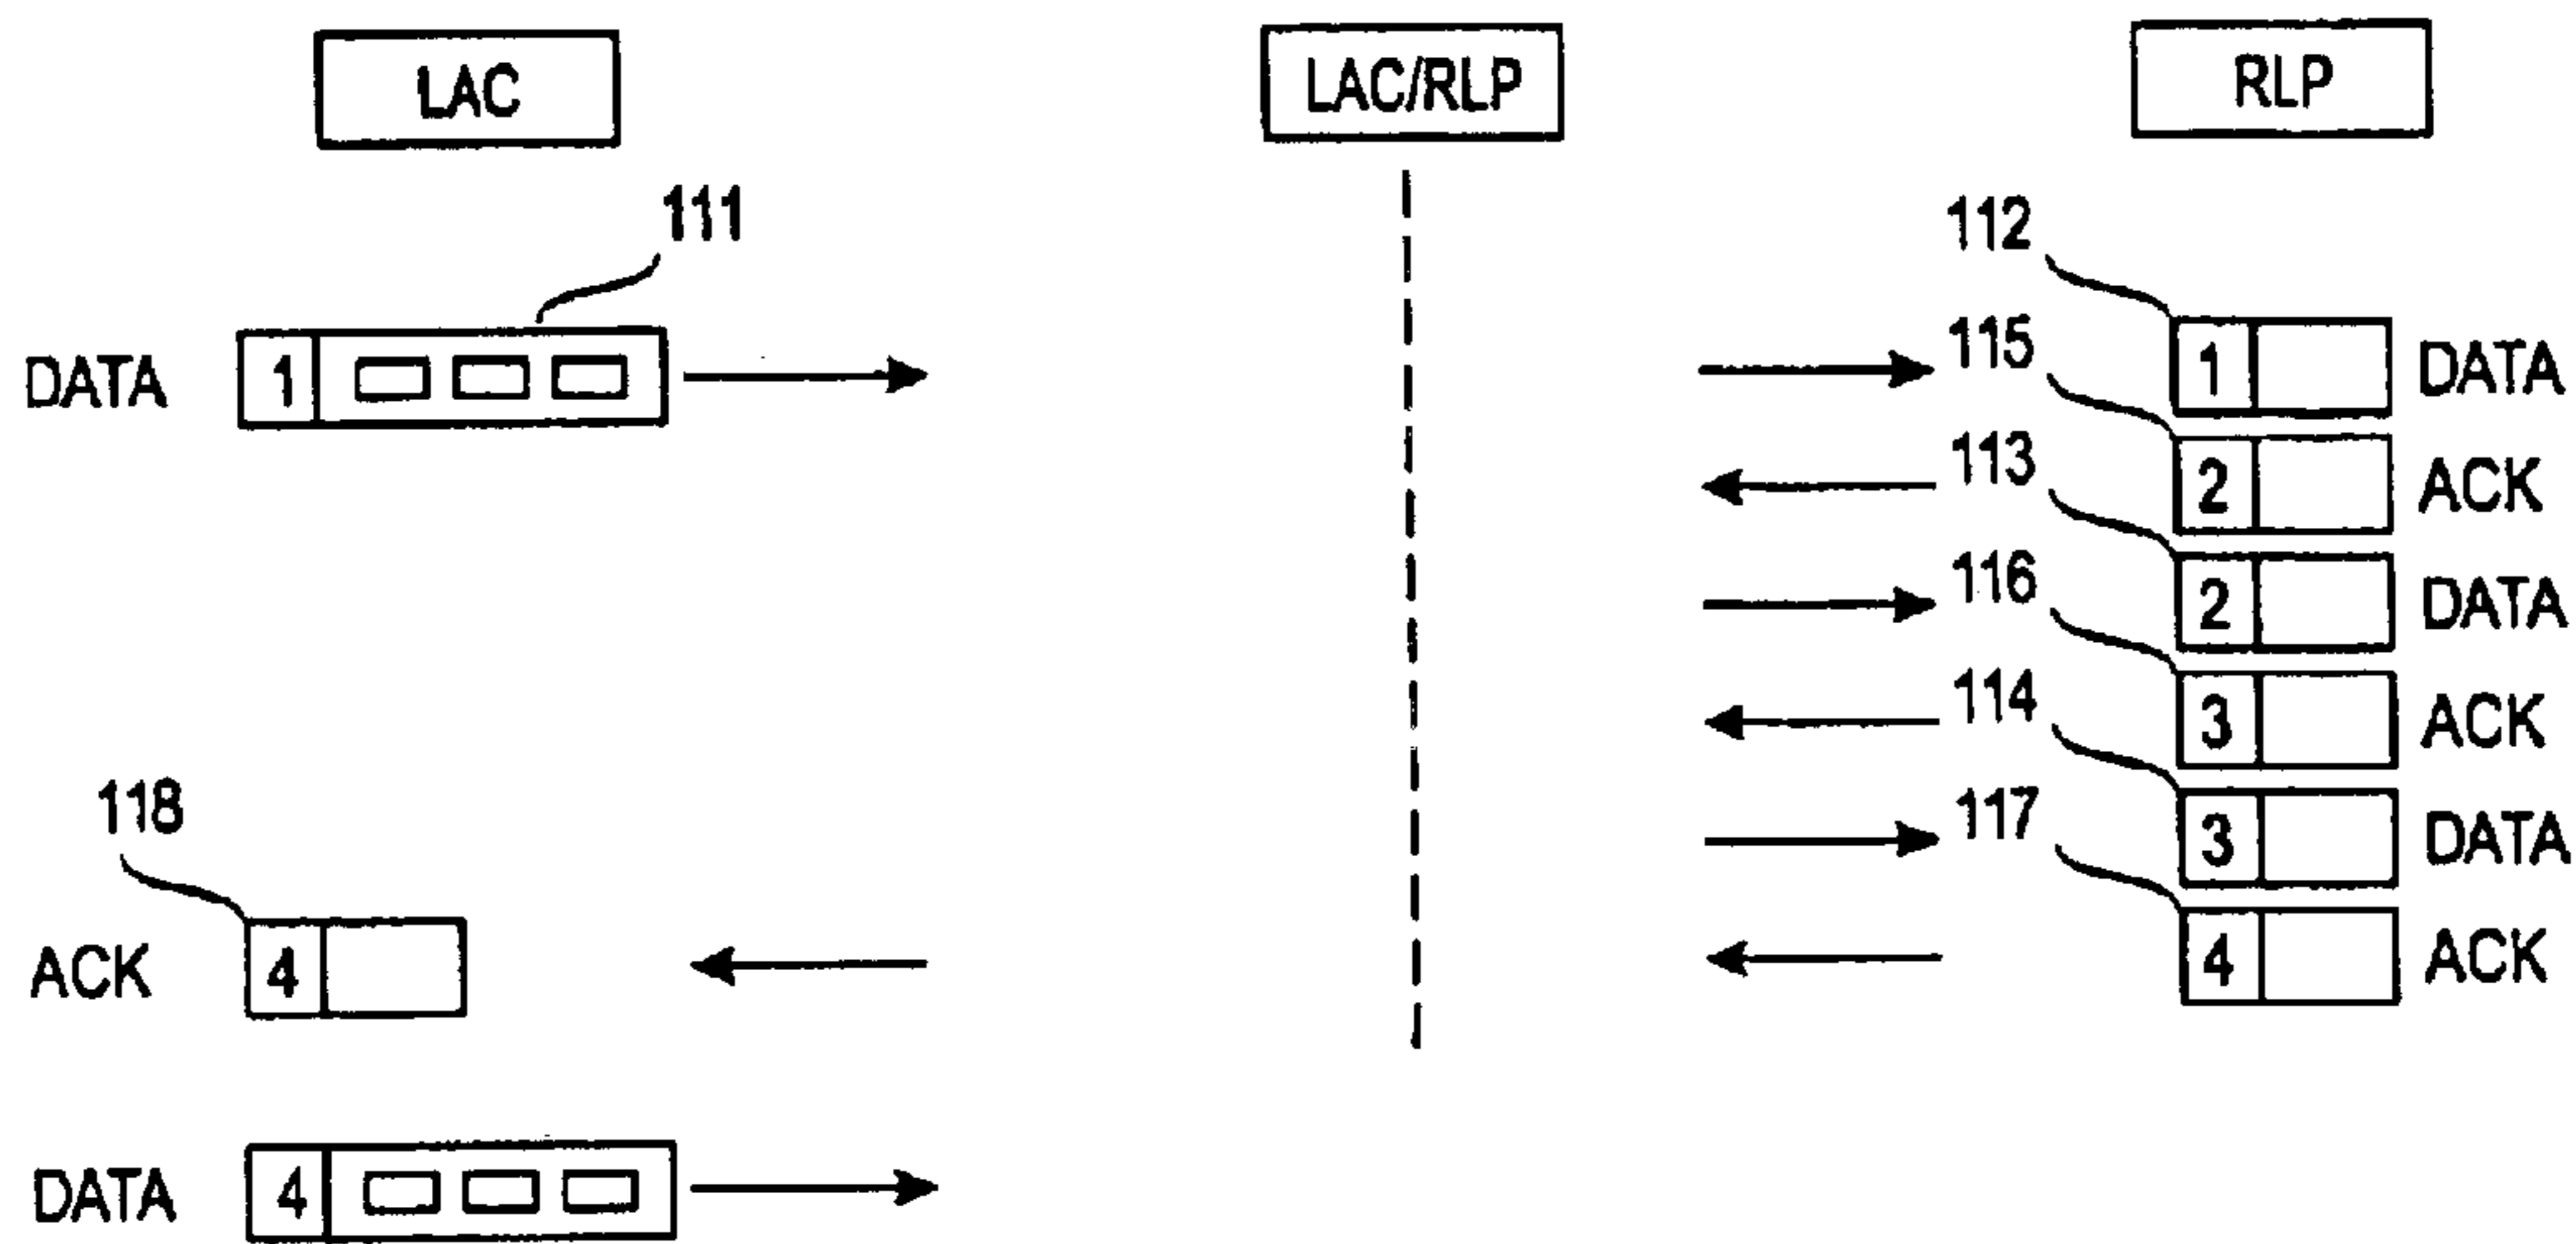 LAC LAC/RLP RLP
111 112
DATA 1 115 1 DATA
113 2 ACK
116 2 DATA
114 3 ACK
118 117 3 DATA
ACK 4 4 ACK
DATA 4